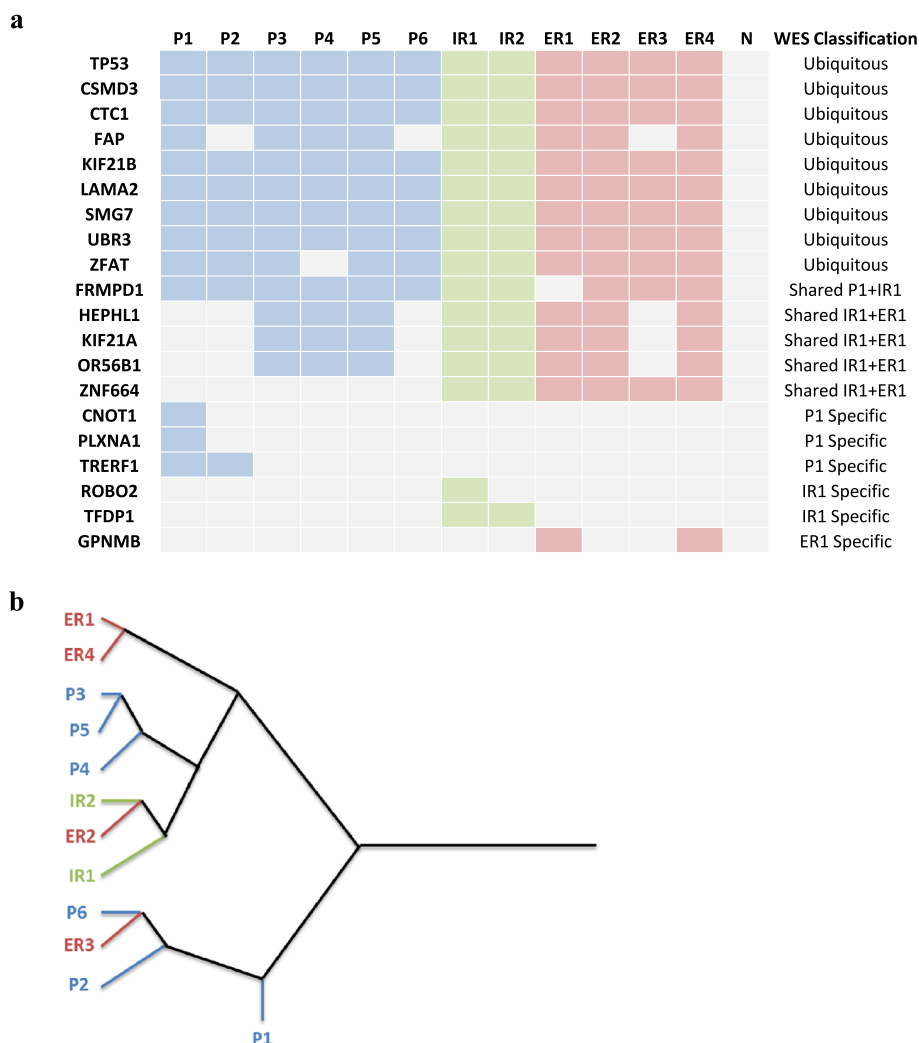 a
P1 P2 P3 P4 P5 P6 IR1 IR2 ER1 ER2 ER3 ER4 N WES Classification
TP53 Ubiquitous
CSMD3 Ubiquitous
CTC1 Ubiquitous
FAP Ubiquitous
KIF21B Ubiquitous
LAMA2 Ubiquitous
SMG7 Ubiquitous
UBR3 Ubiquitous
ZFAT Ubiquitous
FRMPD1 Shared P1+IR1
HEPHL1 Shared IR1+ER1
KIF21A Shared IR1+ER1
OR56B1 Shared IR1+ER1
ZNF664 Shared IR1+ER1
CNOT1 P1 Specific
PLXNA1 P1 Specific
TRERF1 P1 Specific
ROBO2 IR1 Specific
TFDP1 IR1 Specific
GPNMB ER1 Specific
b
ER1
ER4
P3
P5
P4
IR2
ER2
IR1
P6
ER3
P2
P1